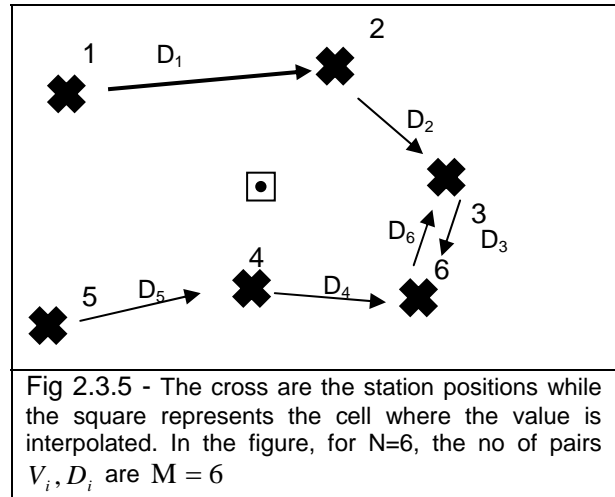 1
D1
2
D2
3
D3
D6
6
4
D4
5
D5
Fig 2.3.5 - The cross are the station positions while
the square represents the cell where the value is
interpolated. In the figure, for N=6, the no of pairs
Vi, Di are M = 6